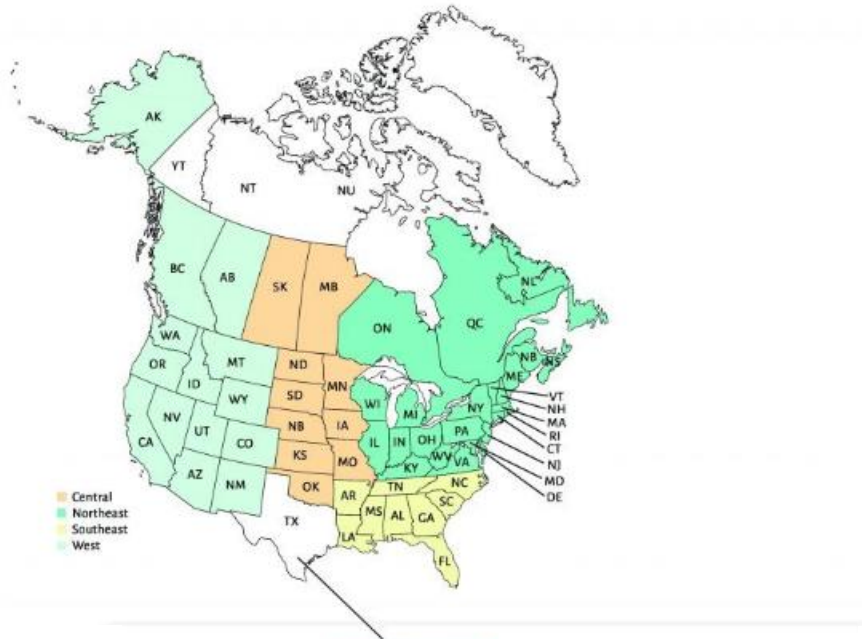 AK
YT
NT
NU
BC
AB
SK
MB
ON
QC
NL
NB
NS
ME
WA
OR
ID
MT
WY
NV
UT
CO
CA
AZ
NM
ND
SD
NB
KS
OK
MN
IA
MO
WI
MI
IL
IN
OH
KY
WV
VA
PA
NY
VT
NH
MA
RI
CT
NJ
MD
DE
AR
TN
NC
SC
MS
AL
GA
LA
FL
TX
Central
Northeast
Southeast
West